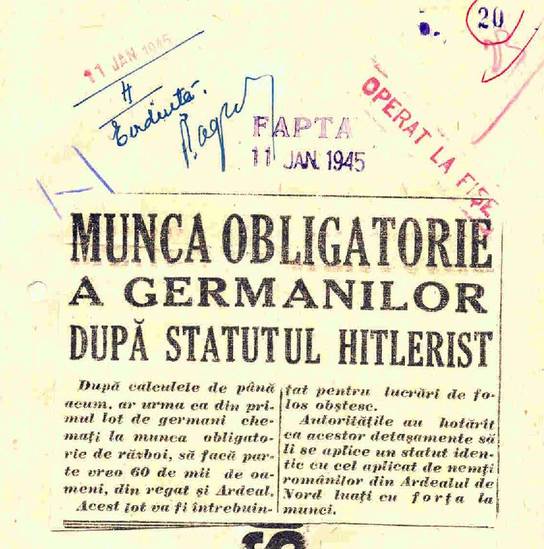 20
11 JAN 1945
Evidență.
FAPTA
11 JAN. 1945
OPERAT LA FIȘE
MUNCA OBLIGATORIE
A GERMANILOR
DUPĂ STATUTUL HITLERIST
După calculele de până
acum, ar urma ca din pri-
mul lot de germani che-
mați la munca obligato-
rie de război, să facă par-
te vreo 60 de mii de oa-
meni, din regat și Ardeal.
Acest lot va fi întrebuin-
țat pentru lucrări de fo-
los obștesc.
Autoritățile au hotărît
ca acestor detașamente să
li se aplice un statut iden-
tic cu cel aplicat de nemți
românilor din Ardealul de
Nord luați cu forța la
munci.